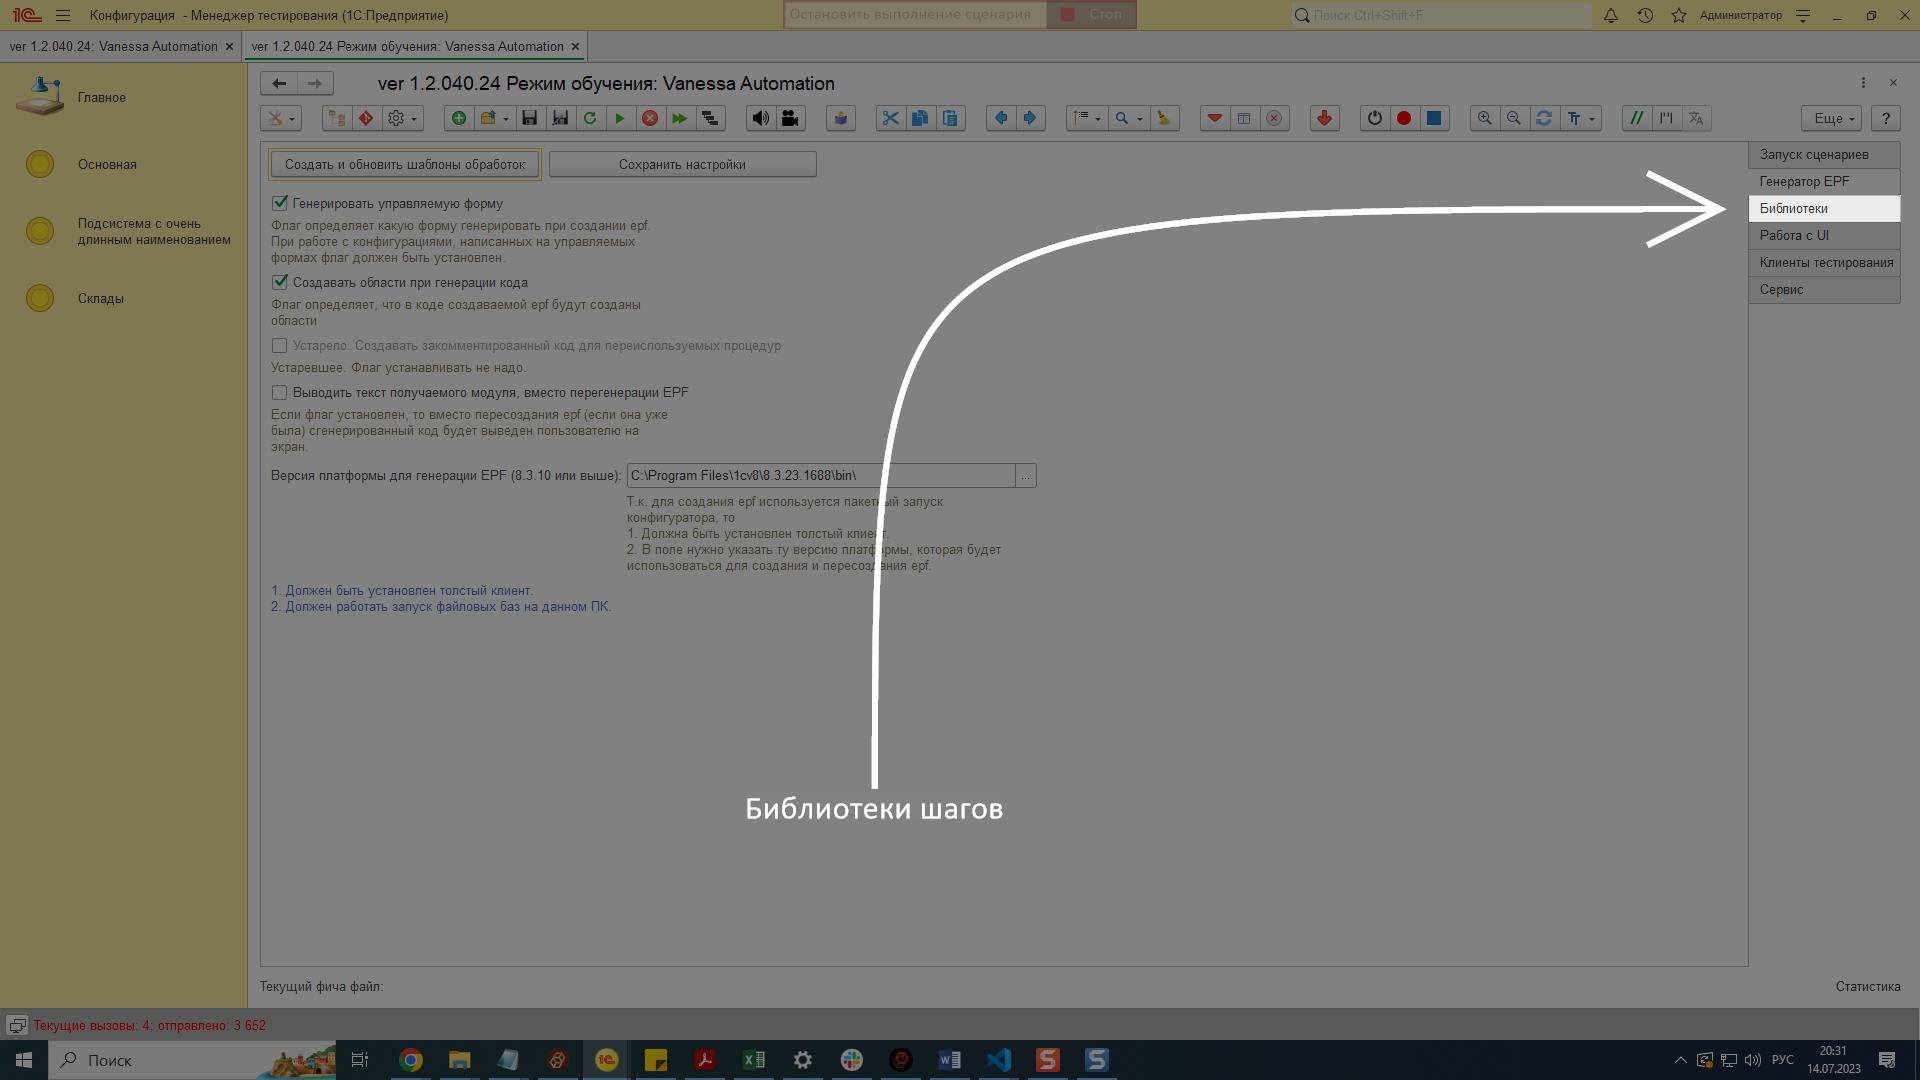 Конфигурация - Менеджер тестирования (1С:Предприятие)
Остановить выполнение сценария
Стоп
Поиск Ctrl+Shift+F
Администратор
ver 1.2.040.24: Vanessa Automation
ver 1.2.040.24 Режим обучения: Vanessa Automation
Главное
Основная
Подсистема с очень
длинным наименованием
Склады
ver 1.2.040.24 Режим обучения: Vanessa Automation
Еще
?
Создать и обновить шаблоны обработок
Сохранить настройки
Генерировать управляемую форму
Флаг определяет какую форму генерировать при создании epf.
При работе с конфигурациями, написанных на управляемых
формах флаг должен быть установлен.
Создавать области при генерации кода
Флаг определяет, что в коде создаваемой epf будут созданы
области
Устарело. Создавать закомментированный код для переиспользуемых процедур
Устаревшее. Флаг устанавливать не надо.
Выводить текст получаемого модуля, вместо перегенерации EPF
Если флаг установлен, то вместо пересоздания epf (если она уже
была) сгенерированный код будет выведен пользователю на
экран.
Версия платформы для генерации EPF (8.3.10 или выше):
C:\Program Files\1cv8\8.3.23.1688\bin\
...
Т.к. для создания epf используется пакетный запуск
конфигуратора, то
1. Должна быть установлен толстый клиент.
2. В поле нужно указать ту версию платформы, которая будет
использоваться для создания и пересоздания epf.
1. Должен быть установлен толстый клиент.
2. Должен работать запуск файловых баз на данном ПК.
Запуск сценариев
Генератор EPF
Библиотеки
Работа с UI
Клиенты тестирования
Сервис
Библиотеки шагов
Текущий фича файл:
Статистика
Текущие вызовы: 4; отправлено: 3 652
Поиск
РУС
20:31
14.07.2023